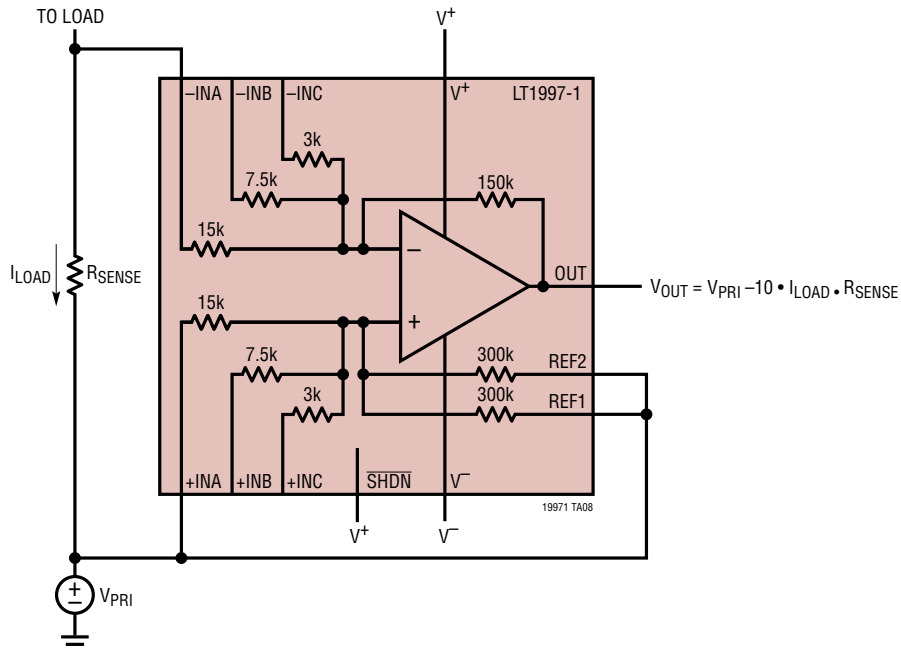 TO LOAD
V+
–INA
–INB
–INC
V+
LT1997-1
3k
7.5k
150k
15k
–
OUT
ILOAD
RSENSE
VOUT = VPRI –10 • ILOAD • RSENSE
15k
+
7.5k
300k
REF2
3k
300k
REF1
+INA
+INB
+INC
SHDN
V–
19971 TA08
V+
V–
+
–
VPRI